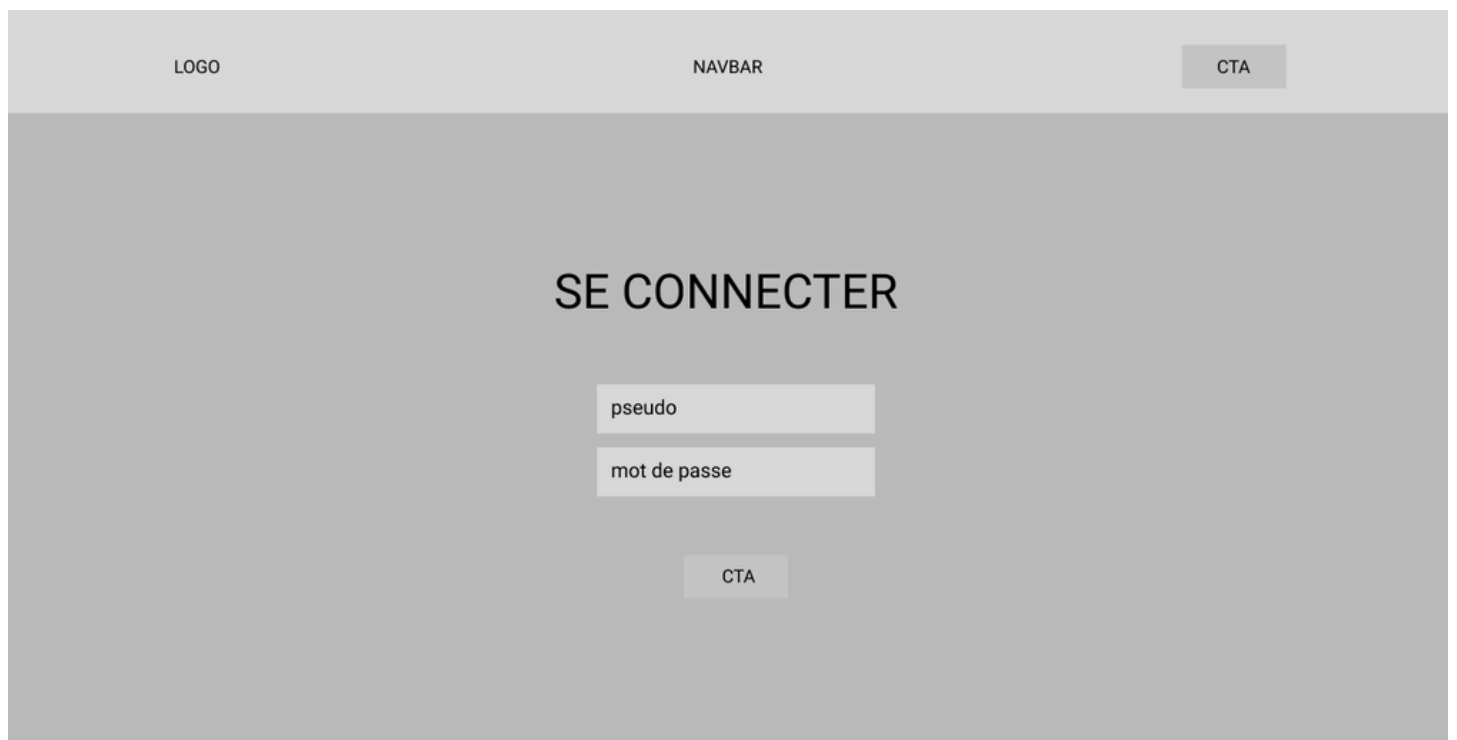 LOGO
NAVBAR
CTA
SE CONNECTER
pseudo
mot de passe
CTA